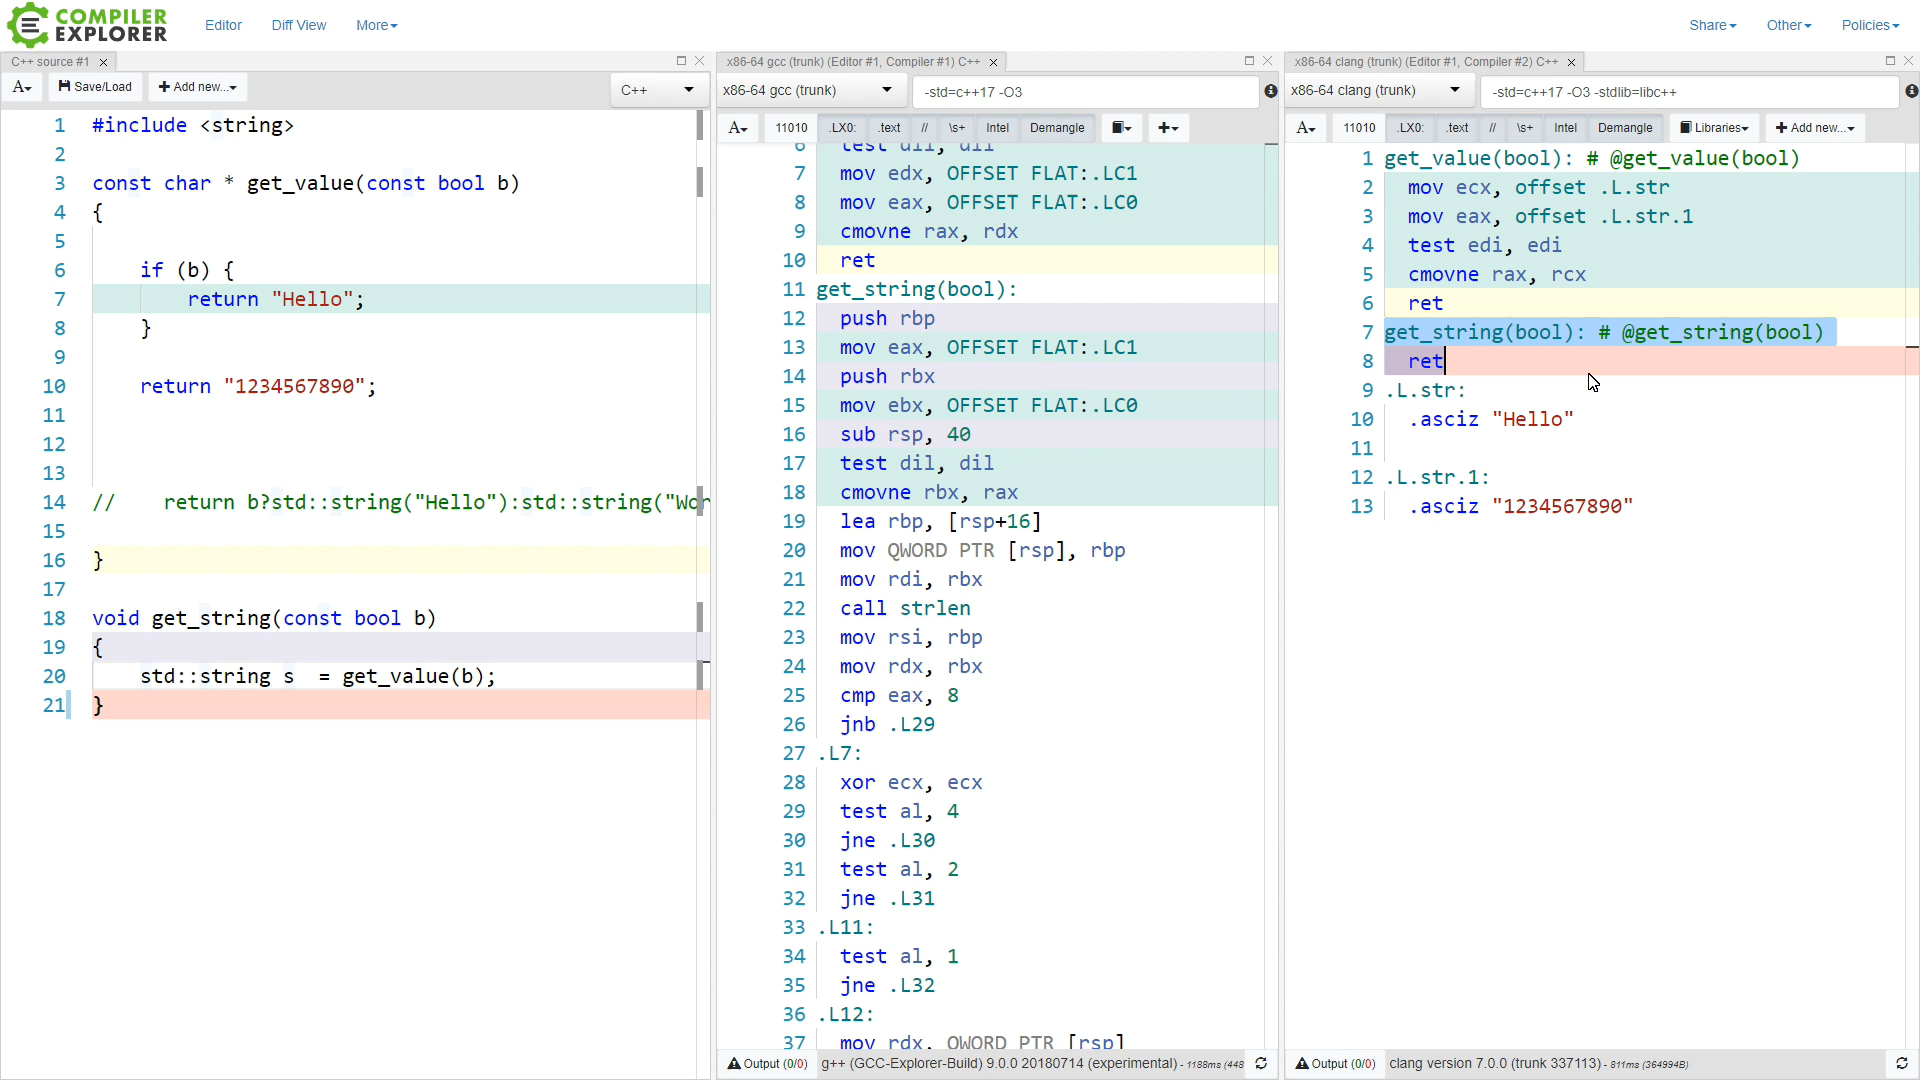 COMPILER
EXPLORER
Editor
Diff View
More
Share
Other
Policies
C++ source #1
A
Save/Load
Add new...
C++
1 #include <string>
2
3 const char * get_value(const bool b)
4 {
5
6 if (b) {
7 return "Hello";
8 }
9
10 return "1234567890";
11
12
13
14 // return b?std::string("Hello"):std::string("Wor
15
16 }
17
18 void get_string(const bool b)
19 {
20 std::string s = get_value(b);
21 }
x86-64 gcc (trunk) (Editor #1, Compiler #1) C++
x86-64 gcc (trunk)
-std=c++17 -O3
A
11010
.LX0:
.text
//
\s+
Intel
Demangle
6 test dil, dil
7 mov edx, OFFSET FLAT:.LC1
8 mov eax, OFFSET FLAT:.LC0
9 cmovne rax, rdx
10 ret
11 get_string(bool):
12 push rbp
13 mov eax, OFFSET FLAT:.LC1
14 push rbx
15 mov ebx, OFFSET FLAT:.LC0
16 sub rsp, 40
17 test dil, dil
18 cmovne rbx, rax
19 lea rbp, [rsp+16]
20 mov QWORD PTR [rsp], rbp
21 mov rdi, rbx
22 call strlen
23 mov rsi, rbp
24 mov rdx, rbx
25 cmp eax, 8
26 jnb .L29
27 .L7:
28 xor ecx, ecx
29 test al, 4
30 jne .L30
31 test al, 2
32 jne .L31
33 .L11:
34 test al, 1
35 jne .L32
36 .L12:
37 mov rdx, QWORD PTR [rsp]
Output (0/0)
g++ (GCC-Explorer-Build) 9.0.0 20180714 (experimental) - 1188ms (448
x86-64 clang (trunk) (Editor #1, Compiler #2) C++
x86-64 clang (trunk)
-std=c++17 -O3 -stdlib=libc++
A
11010
.LX0:
.text
//
\s+
Intel
Demangle
Libraries
Add new...
1 get_value(bool): # @get_value(bool)
2 mov ecx, offset .L.str
3 mov eax, offset .L.str.1
4 test edi, edi
5 cmovne rax, rcx
6 ret
7 get_string(bool): # @get_string(bool)
8 ret
9 .L.str:
10 .asciz "Hello"
11
12 .L.str.1:
13 .asciz "1234567890"
Output (0/0)
clang version 7.0.0 (trunk 337113) - 811ms (364994B)